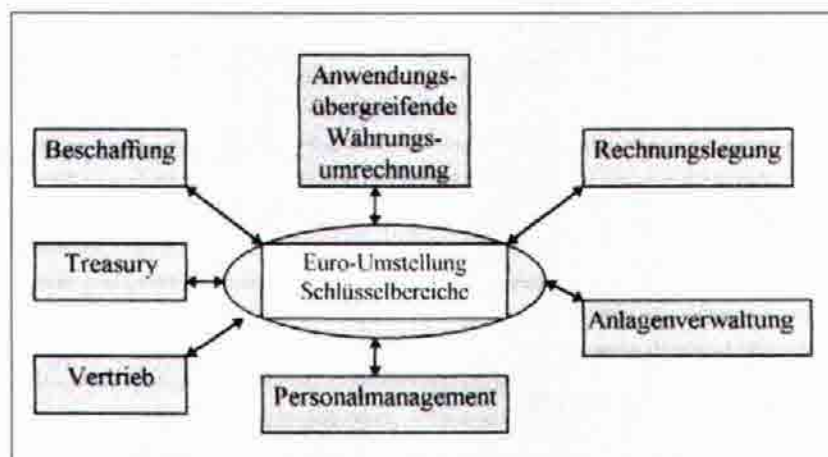 Anwendungs-
übergreifende
Währungs-
umrechnung
Beschaffung
Rechnungslegung
Treasury
Euro-Umstellung
Schlüsselbereiche
Anlagenverwaltung
Vertrieb
Personalmanagement